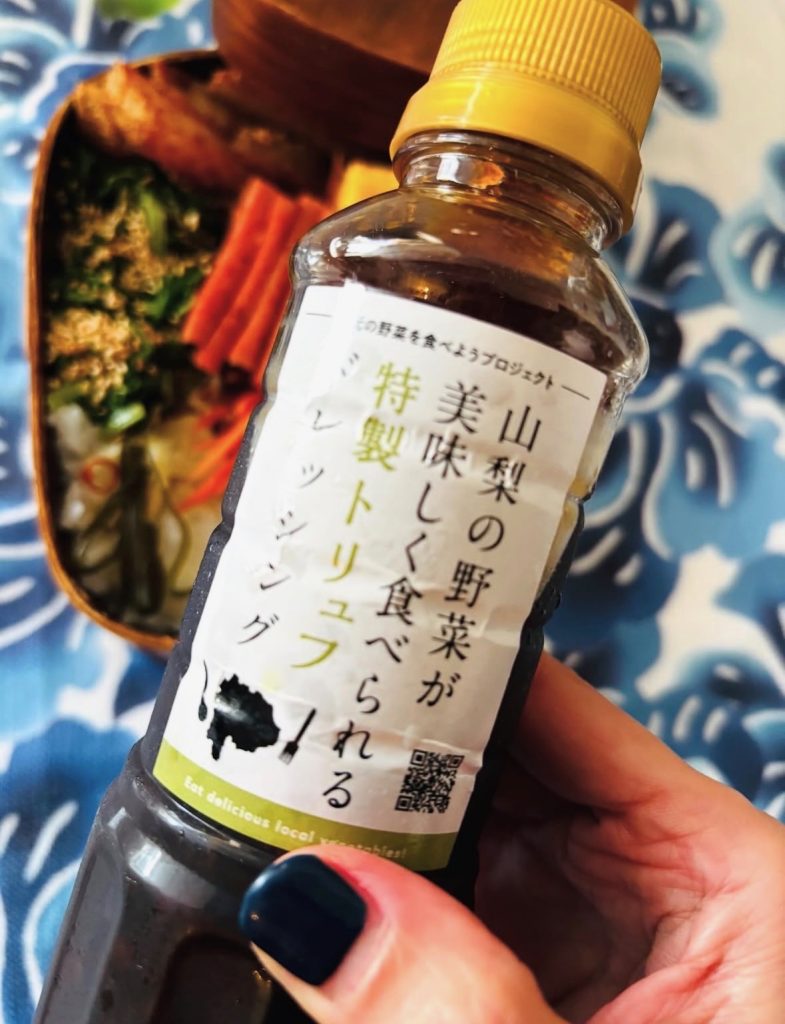 の野菜を食べようプロジェクト
山梨の野菜が
美味しく食べられる
特製トリュフ
ドレッシング
Eat delicious local vegetables!